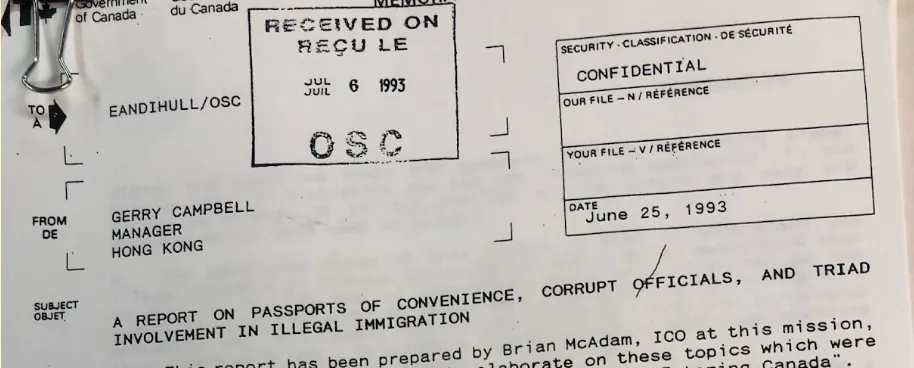 Government
of Canada
du Canada
RECEIVED ON
REÇU LE
JUL
JUIL 6 1993
OSC
SECURITY - CLASSIFICATION - DE SÉCURITÉ
CONFIDENTIAL
OUR FILE – N / RÉFÉRENCE
YOUR FILE – V / RÉFÉRENCE
DATE
June 25, 1993
TO
A
EANDIHULL/OSC
FROM
DE
GERRY CAMPBELL
MANAGER
HONG KONG
SUBJECT
OBJET
A REPORT ON PASSPORTS OF CONVENIENCE, CORRUPT OFFICIALS, AND TRIAD
INVOLVEMENT IN ILLEGAL IMMIGRATION
This report has been prepared by Brian McAdam, ICO at this mission,
elaborate on these topics which were
Canada".